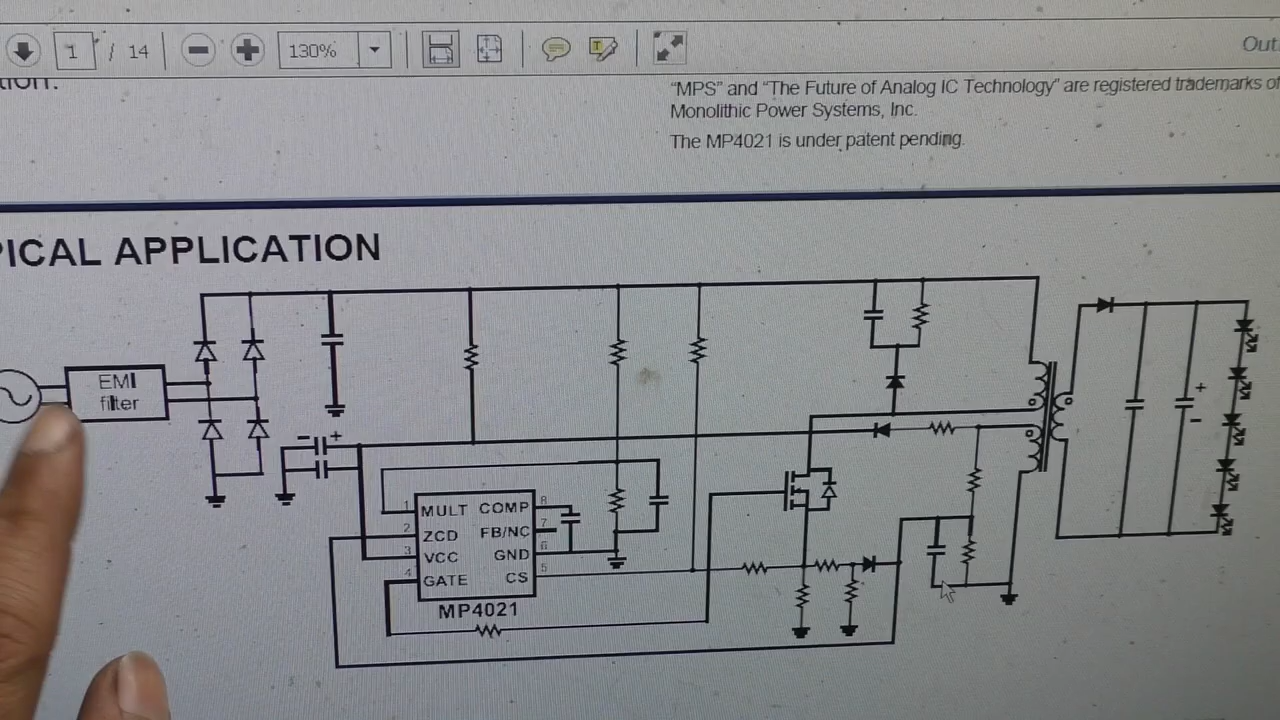 1 / 14
130%
Out
tion.
"MPS" and "The Future of Analog IC Technology" are registered trademarks of
Monolithic Power Systems, Inc.
The MP4021 is under patent pending.
PICAL APPLICATION
EMI
filter
- +
+
-
1 MULT COMP 8
2 ZCD FB/NC 7
3 VCC GND 6
4 GATE CS 5
MP4021